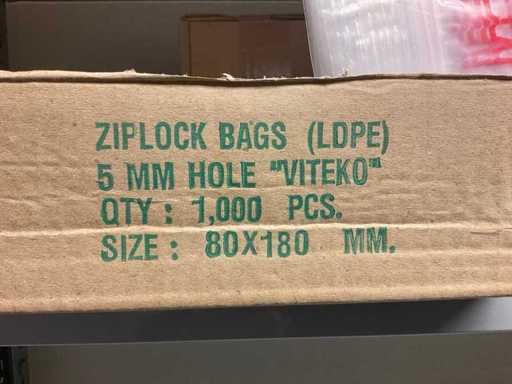 ZIPLOCK BAGS (LDPE)
5 MM HOLE "VITEKO"
QTY : 1,000 PCS.
SIZE : 80X180 MM.